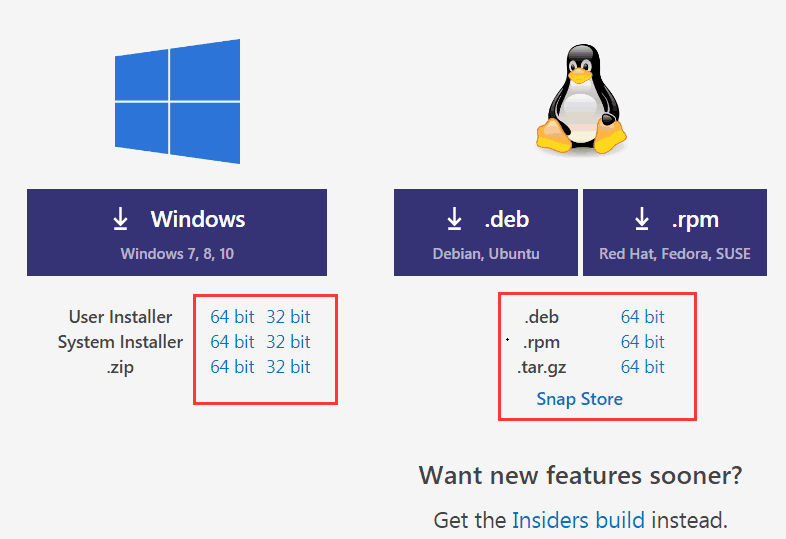 Windows
Windows 7, 8, 10
User Installer 64 bit 32 bit
System Installer 64 bit 32 bit
.zip 64 bit 32 bit
.deb
Debian, Ubuntu
.rpm
Red Hat, Fedora, SUSE
.deb 64 bit
.rpm 64 bit
.tar.gz 64 bit
Snap Store
Want new features sooner?
Get the Insiders build instead.